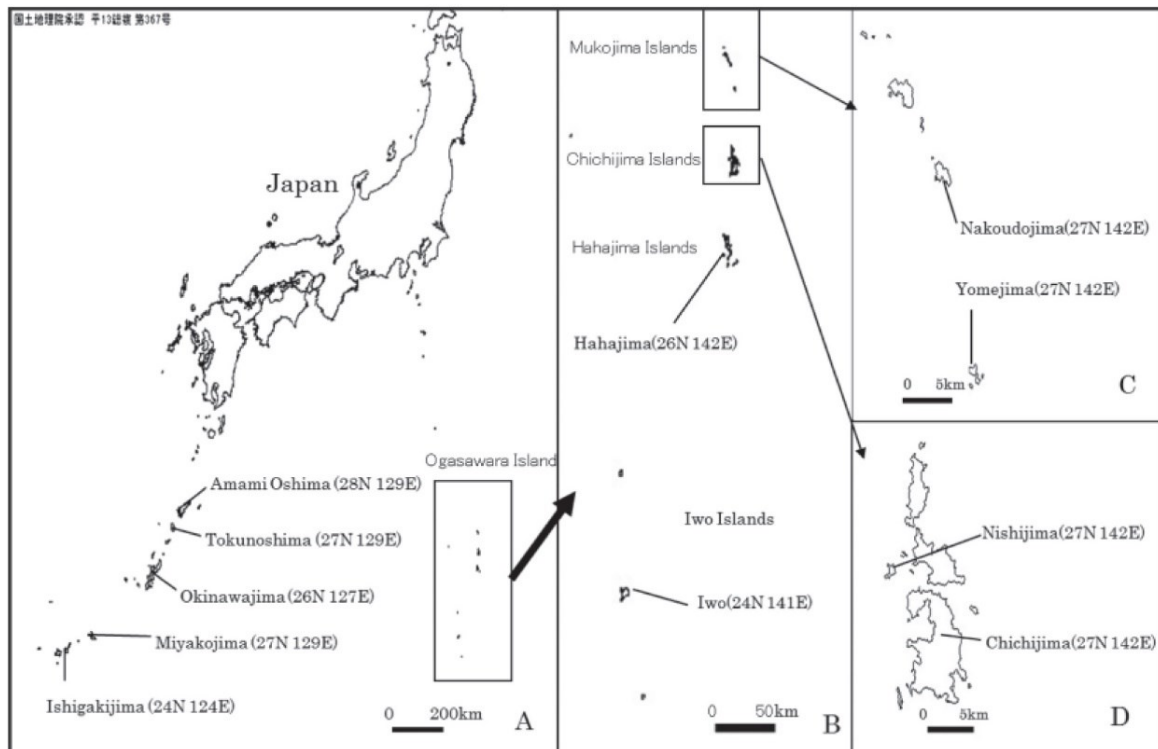 国土地理院承認 平13総複 第367号
Japan
Ogasawara Island
Amami Oshima (28N 129E)
Tokunoshima (27N 129E)
Okinawajima (26N 127E)
Miyakojima (27N 129E)
Ishigakijima (24N 124E)
0 200km
A
Mukojima Islands
Chichijima Islands
Hahajima Islands
Hahajima(26N 142E)
Iwo Islands
Iwo(24N 141E)
0 50km
B
Nakoudojima(27N 142E)
Yomejima(27N 142E)
0 5km
C
Nishijima(27N 142E)
Chichijima(27N 142E)
0 5km
D